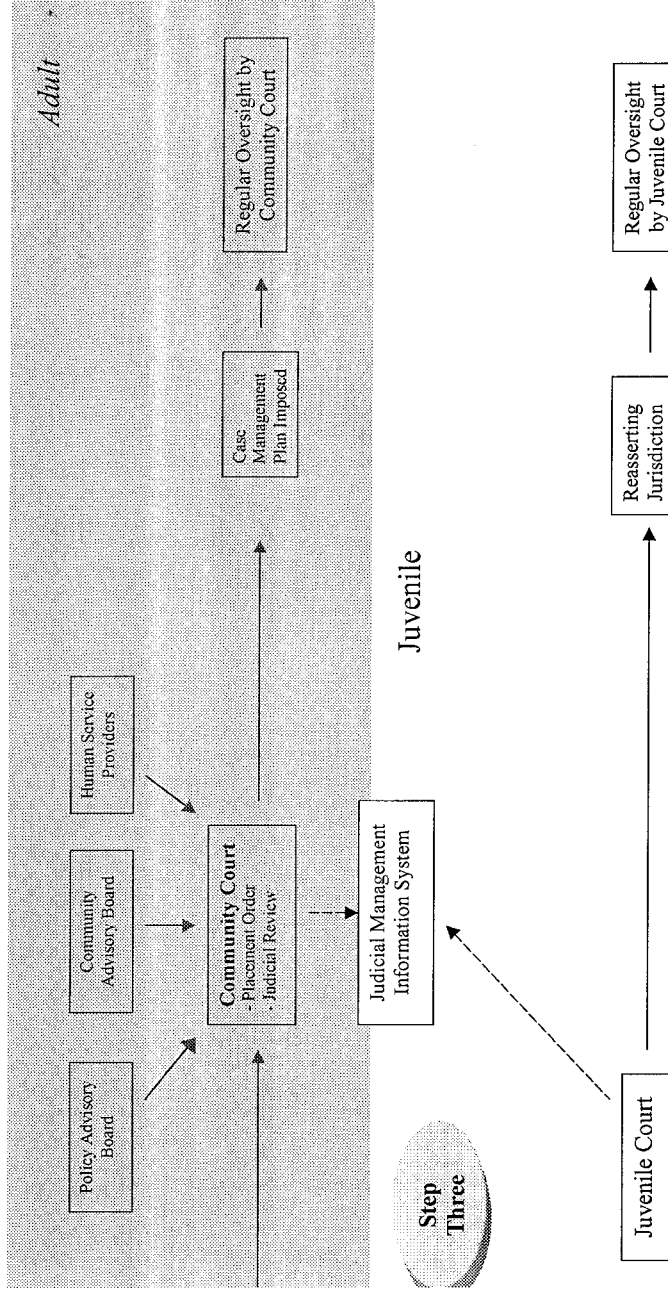 Adult
Policy Advisory
Board
Community
Advisory Board
Human Service
Providers
Community Court
- Placement Order
- Judicial Review
Case
Management
Plan Imposed
Regular Oversight by
Community Court
Judicial Management
Information System
Juvenile
Step
Three
Juvenile Court
Reasserting
Jurisdiction
Regular Oversight
by Juvenile Court